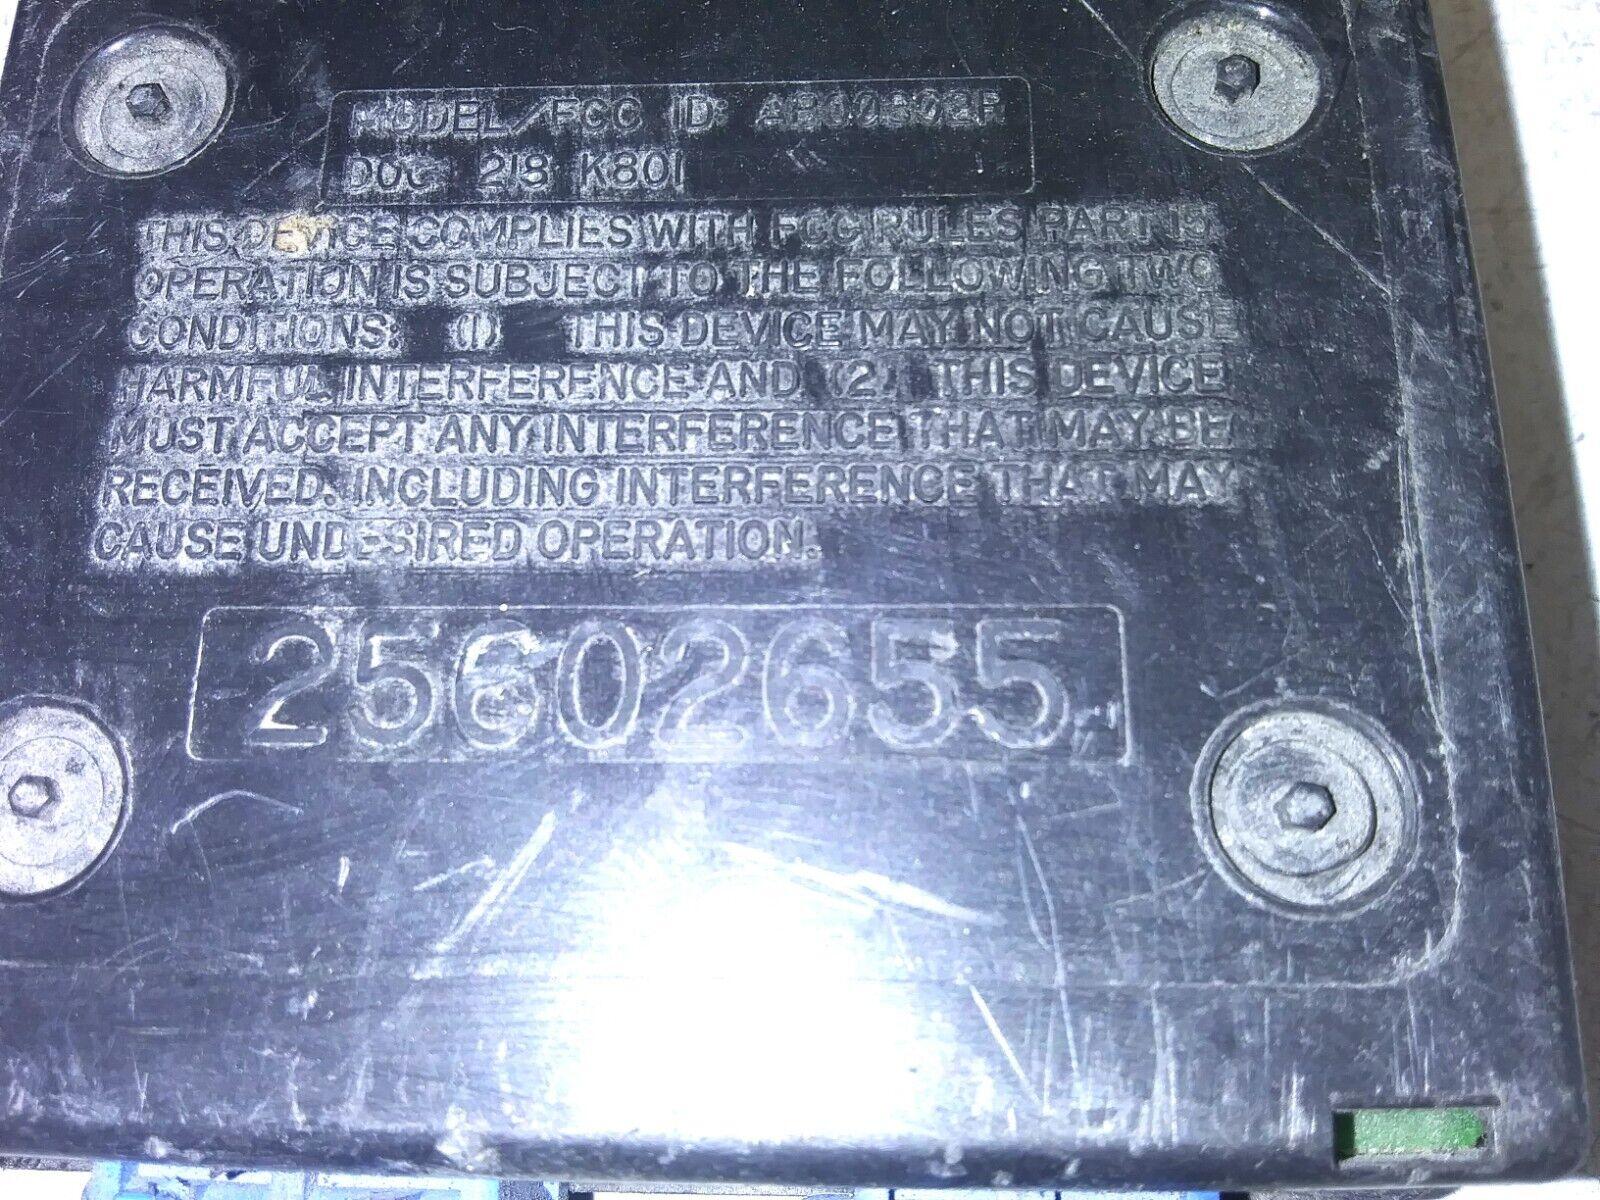 MODEL/FCC ID: AB00802R
DOC 218 K801
THIS DEVICE COMPLIES WITH FCC RULES PART 15
OPERATION IS SUBJECT TO THE FOLLOWING TWO
CONDITIONS: (1) THIS DEVICE MAY NOT CAUSE
HARMFUL INTERFERENCE AND (2) THIS DEVICE
MUST ACCEPT ANY INTERFERENCE THAT MAY BE
RECEIVED. INCLUDING INTERFERENCE THAT MAY
CAUSE UNDESIRED OPERATION.
25602655